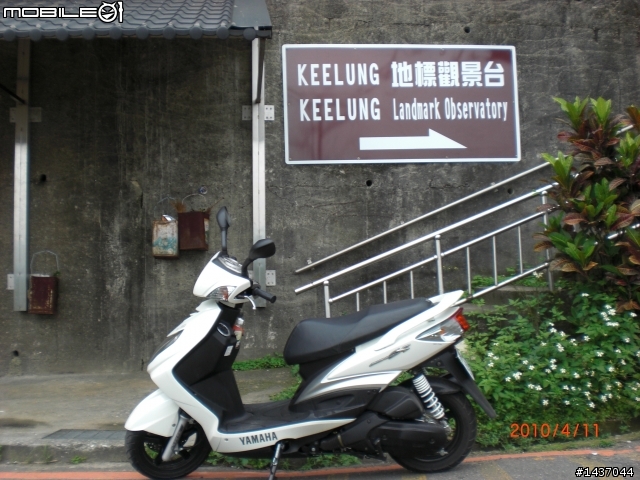 MOBILE01
KEELUNG 地標觀景台
KEELUNG Landmark Observatory
YAMAHA
2010/4/11
#1437044